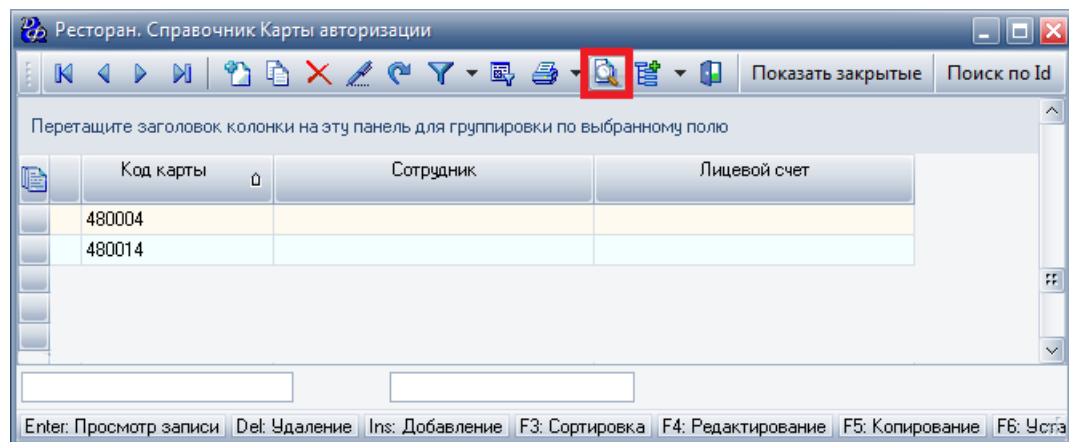 Ресторан. Справочник Карты авторизации
Показать закрытые Поиск по Id
Перетащите заголовок колонки на эту панель для группировки по выбранному полю
Код карты Сотрудник Лицевой счет
480004
480014
Enter: Просмотр записи Del: Удаление Ins: Добавление F3: Сортировка F4: Редактирование F5: Копирование F6: Уста